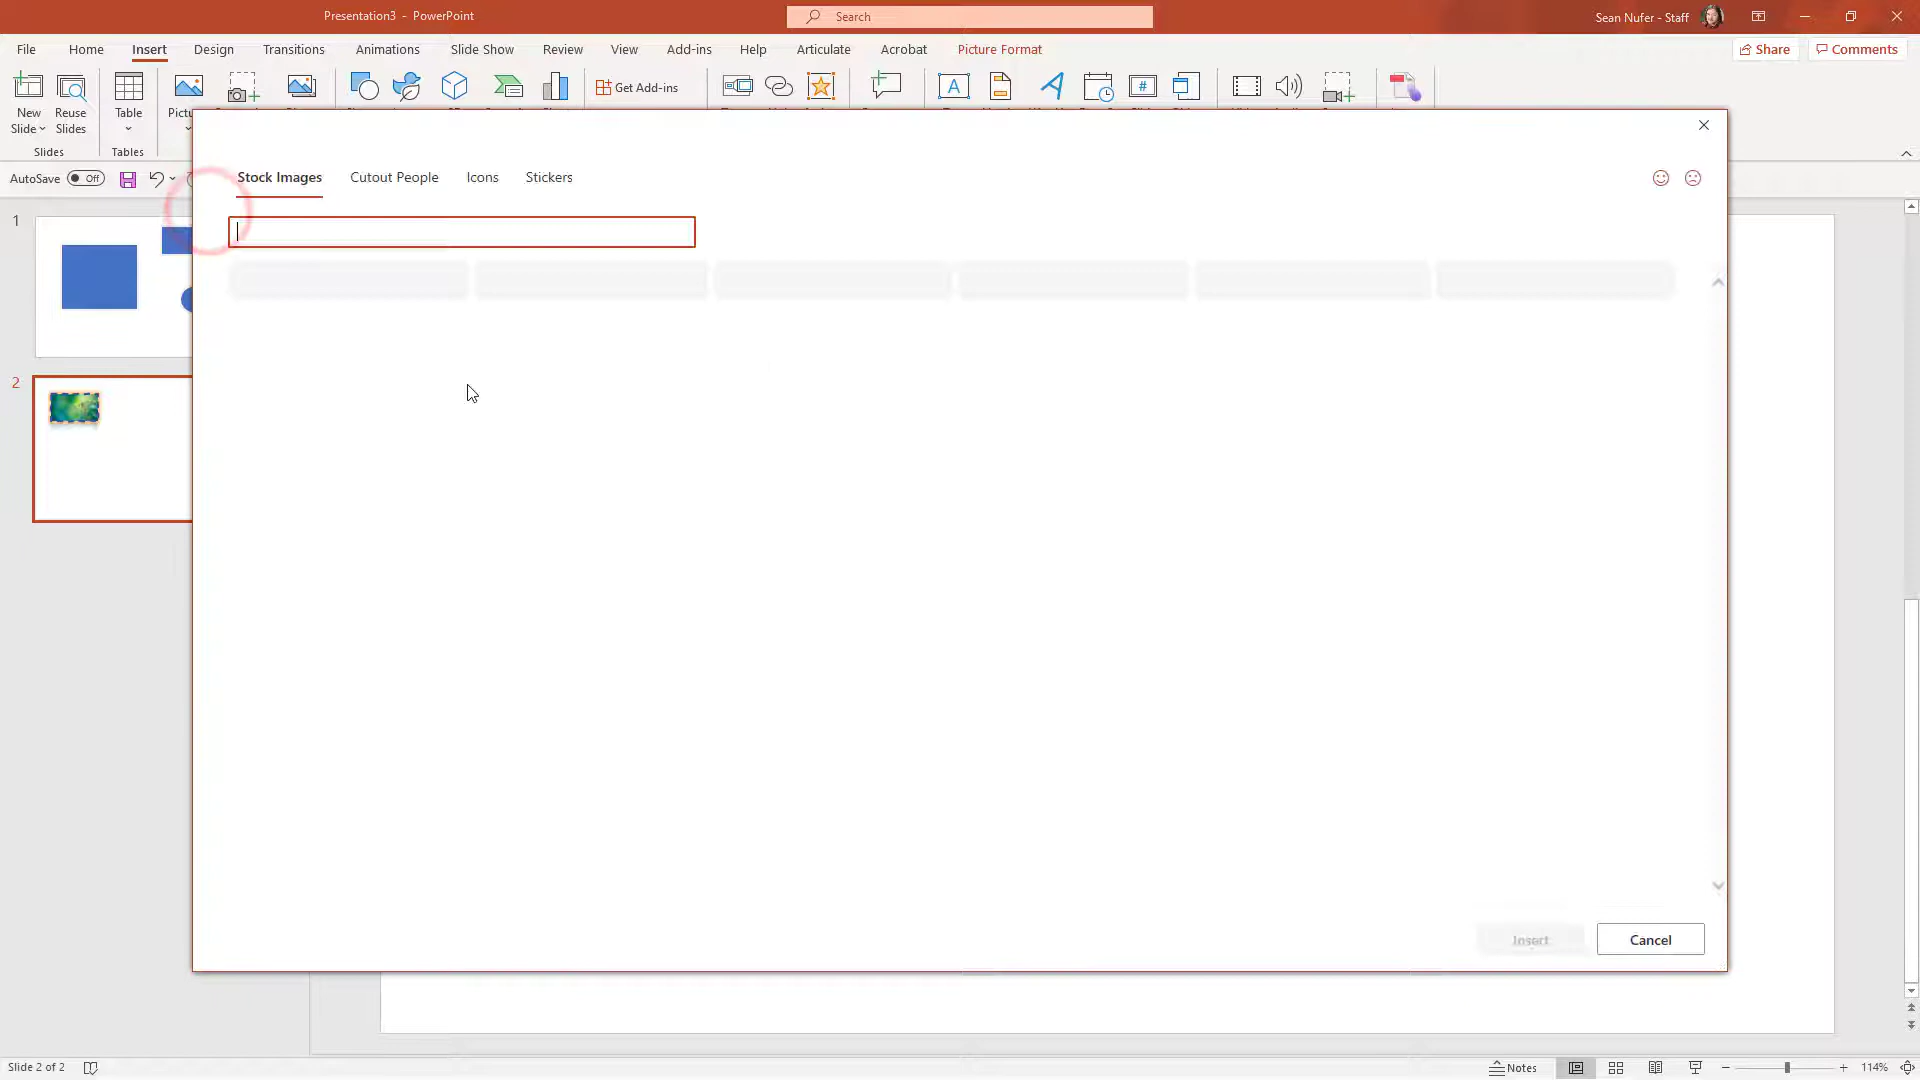 Presentation3 - PowerPoint
Search
Sean Nufer - Staff
File Home Insert Design Transitions Animations Slide Show Review View Add-ins Help Articulate Acrobat Picture Format
Share Comments
New Slide
Reuse Slides
Table
Get Add-ins
Slides
Tables
AutoSave Off
Stock Images Cutout People Icons Stickers
1
2
Insert Cancel
Slide 2 of 2
Notes
114%